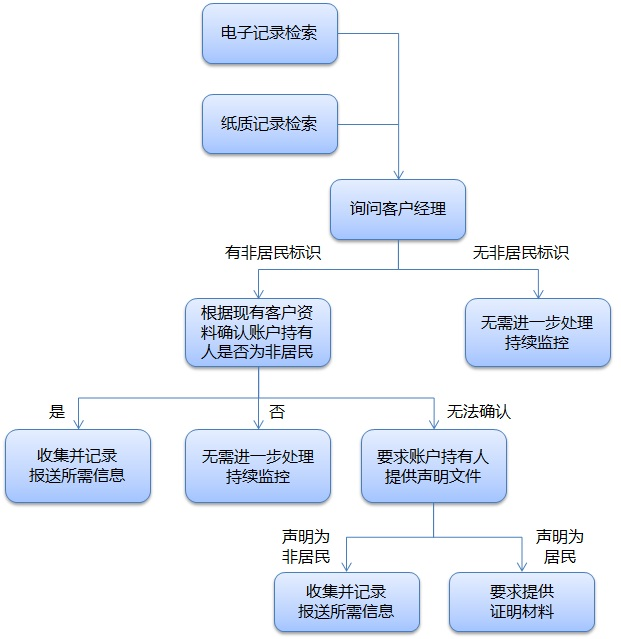 电子记录检索
纸质记录检索
询问客户经理
有非居民标识
无非居民标识
根据现有客户资
料确认账户持有
人是否为非居民
无需进一步处理
持续监控
是
否
无法确认
收集并记录
报送所需信息
无需进一步处理
持续监控
要求账户持有人
提供声明文件
声明为
非居民
声明为
居民
收集并记录
报送所需信息
要求提供
证明材料